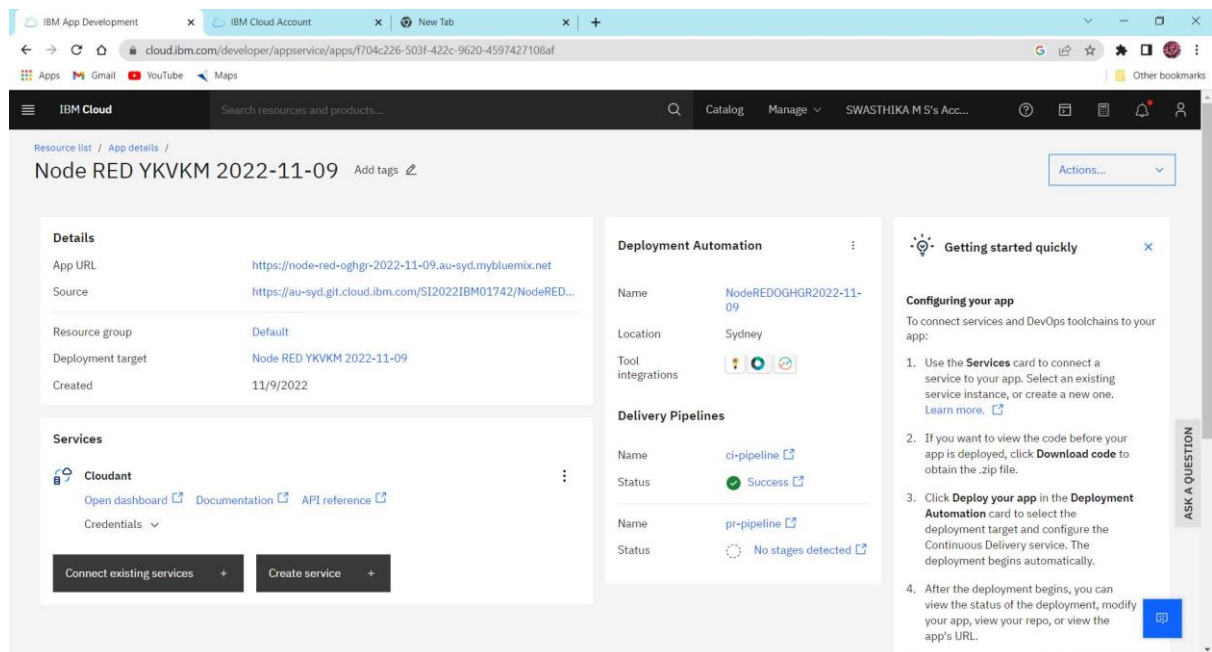 IBM App Development
IBM Cloud Account
New Tab
cloud.ibm.com/developer/appservice/apps/f704c226-503f-422c-9620-4597427108af
Apps
Gmail
YouTube
Maps
Other bookmarks
IBM Cloud
Search resources and products...
Catalog
Manage
SWASTHIKA M S's Acc...
Resource list / App details /
Node RED YKVKM 2022-11-09
Add tags
Actions...
Details
App URL https://node-red-oghgr-2022-11-09.au-syd.mybluemix.net
Source https://au-syd.git.cloud.ibm.com/SI2022IBM01742/NodeRED...
Resource group Default
Deployment target Node RED YKVKM 2022-11-09
Created 11/9/2022
Services
Cloudant
Open dashboard Documentation API reference
Credentials
Connect existing services +
Create service +
Deployment Automation
Name NodeREDOGHGR2022-11-
09
Location Sydney
Tool
integrations
Delivery Pipelines
Name ci-pipeline
Status Success
Name pr-pipeline
Status No stages detected
Getting started quickly
Configuring your app
To connect services and DevOps toolchains to your
app:
1. Use the Services card to connect a
service to your app. Select an existing
service instance, or create a new one.
Learn more.
2. If you want to view the code before your
app is deployed, click Download code to
obtain the .zip file.
3. Click Deploy your app in the Deployment
Automation card to select the
deployment target and configure the
Continuous Delivery service. The
deployment begins automatically.
4. After the deployment begins, you can
view the status of the deployment, modify
your app, view your repo, or view the
app's URL.
ASK A QUESTION